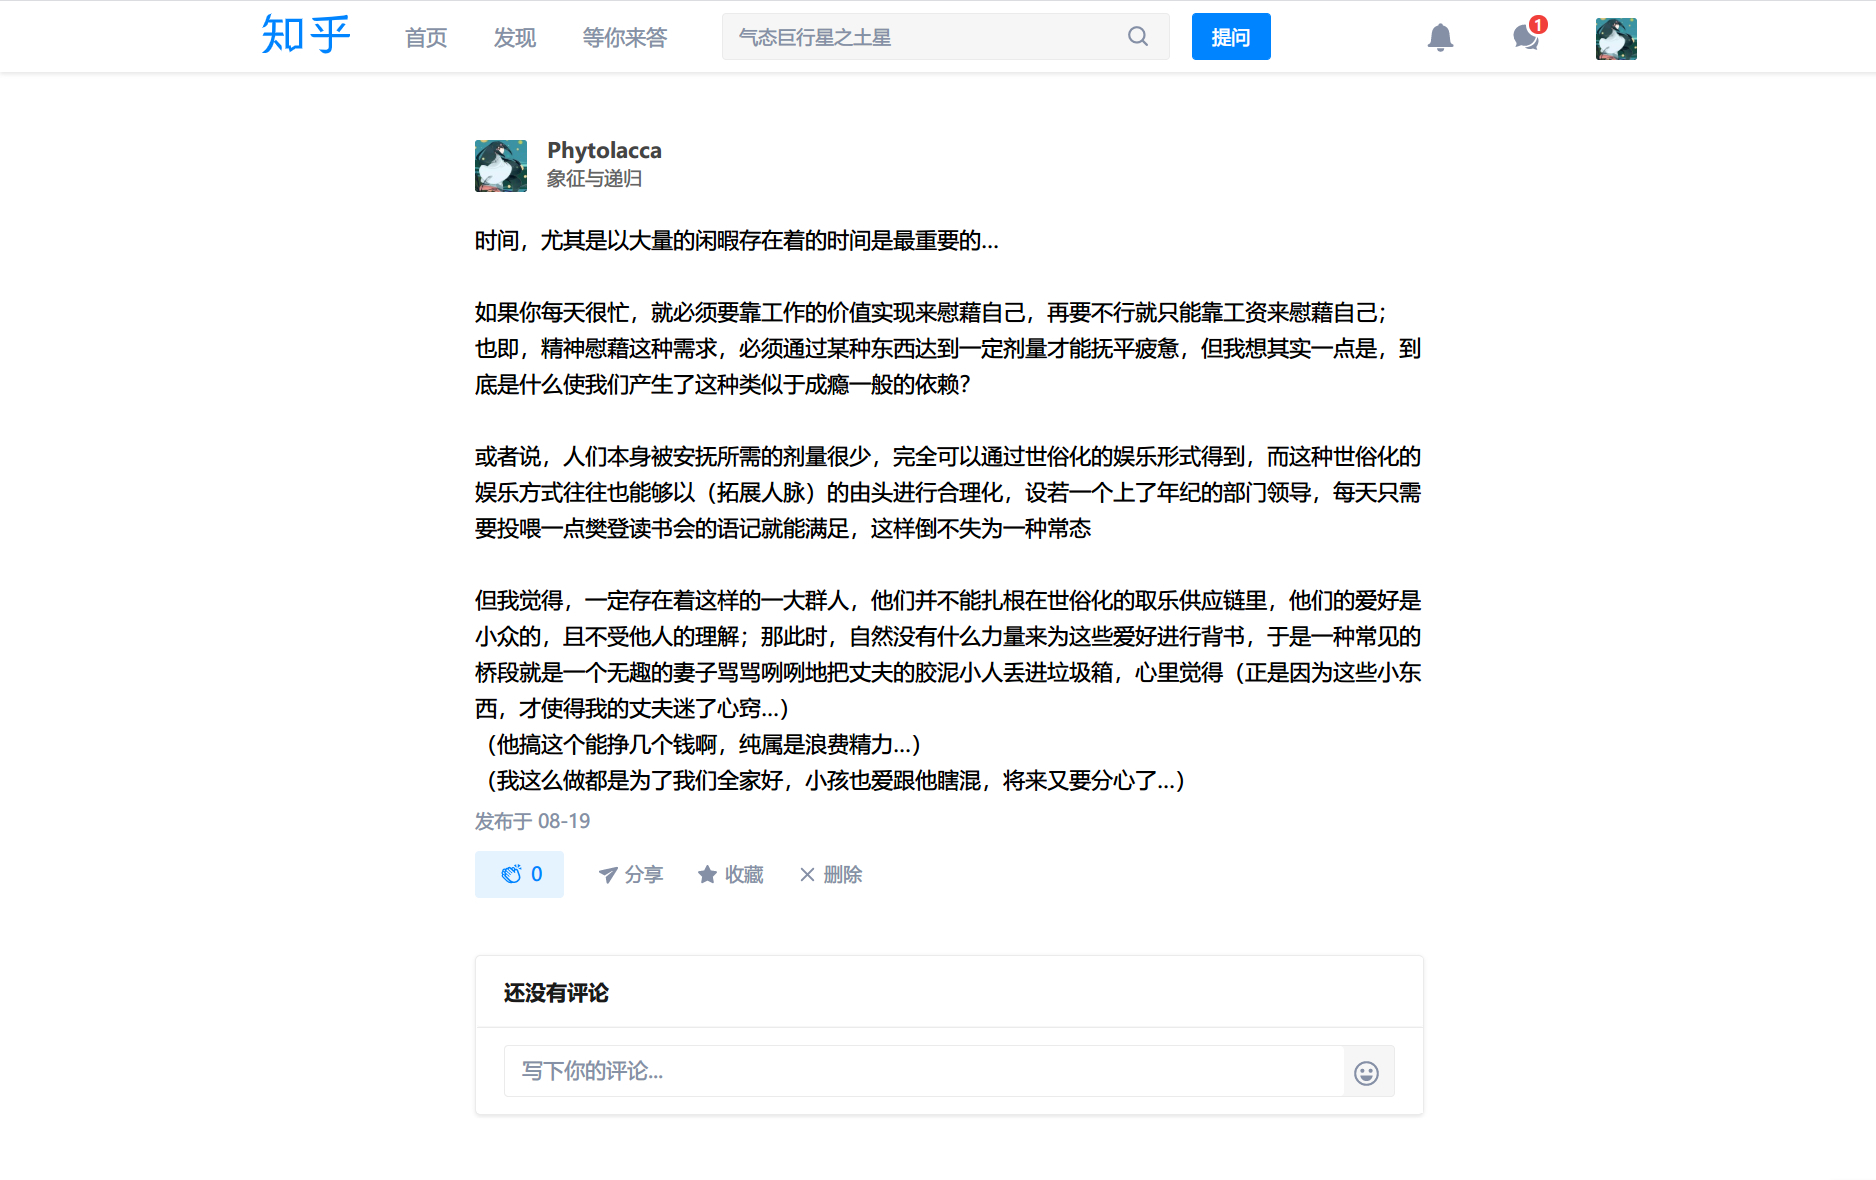 知乎 首页 发现 等你来答 气态巨行星之土星 提问 1
Phytolacca
象征与递归
时间，尤其是以大量的闲暇存在着的时间是最重要的...
如果你每天很忙，就必须要靠工作的价值实现来慰藉自己，再要不行就只能靠工资来慰藉自己；
也即，精神慰藉这种需求，必须通过某种东西达到一定剂量才能抚平疲惫，但我想其实一点是，到
底是什么使我们产生了这种类似于成瘾一般的依赖？
或者说，人们本身被安抚所需的剂量很少，完全可以通过世俗化的娱乐形式得到，而这种世俗化的
娱乐方式往往也能够以（拓展人脉）的由头进行合理化，设若一个上了年纪的部门领导，每天只需
要投喂一点樊登读书会的语记就能满足，这样倒不失为一种常态
但我觉得，一定存在着这样的一大群人，他们并不能扎根在世俗化的取乐供应链里，他们的爱好是
小众的，且不受他人的理解；那此时，自然没有什么力量来为这些爱好进行背书，于是一种常见的
桥段就是一个无趣的妻子骂骂咧咧地把丈夫的胶泥小人丢进垃圾箱，心里觉得（正是因为这些小东
西，才使得我的丈夫迷了心窍...）
（他搞这个能挣几个钱啊，纯属是浪费精力...）
（我这么做都是为了我们全家好，小孩也爱跟他瞎混，将来又要分心了...）
发布于 08-19
0 分享 收藏 删除
还没有评论
写下你的评论...